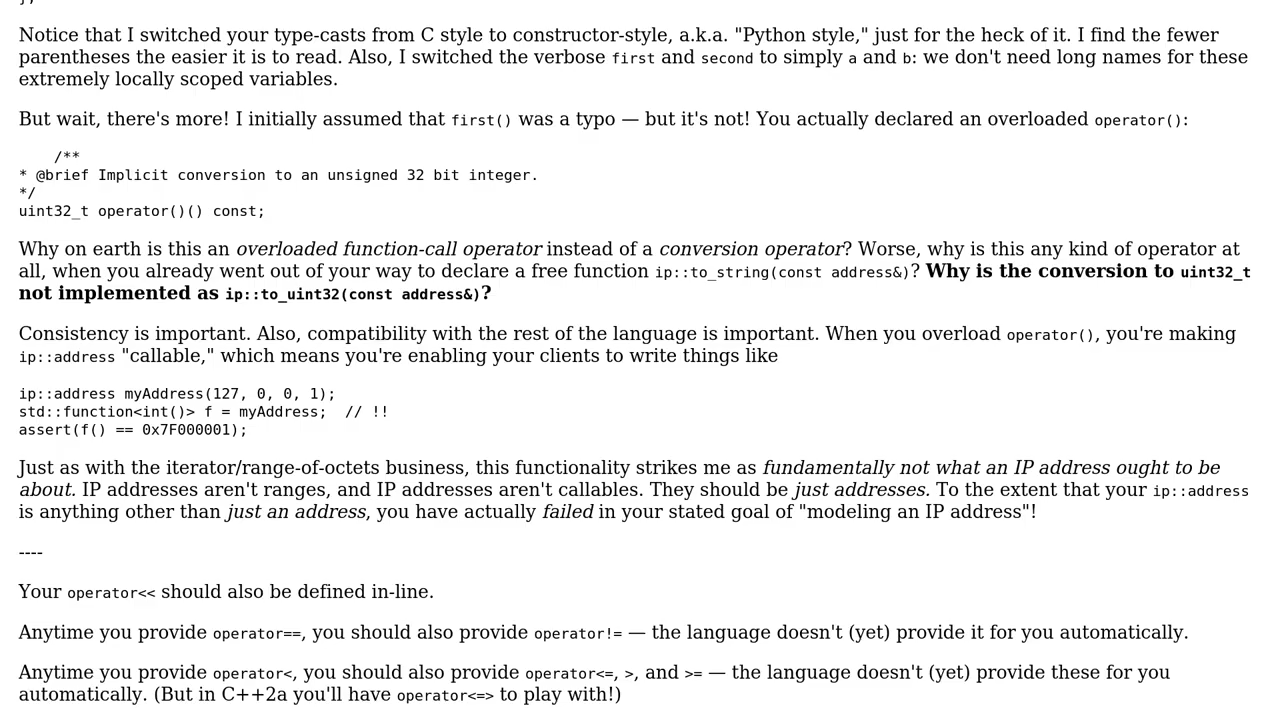 Notice that I switched your type-casts from C style to constructor-style, a.k.a. "Python style," just for the heck of it. I find the fewer
parentheses the easier it is to read. Also, I switched the verbose first and second to simply a and b: we don't need long names for these
extremely locally scoped variables.
But wait, there's more! I initially assumed that first() was a typo — but it's not! You actually declared an overloaded operator():
/**
* @brief Implicit conversion to an unsigned 32 bit integer.
*/
uint32_t operator()() const;
Why on earth is this an overloaded function-call operator instead of a conversion operator? Worse, why is this any kind of operator at
all, when you already went out of your way to declare a free function ip::to_string(const address&)? Why is the conversion to uint32_t
not implemented as ip::to_uint32(const address&)?
Consistency is important. Also, compatibility with the rest of the language is important. When you overload operator(), you're making
ip::address "callable," which means you're enabling your clients to write things like
ip::address myAddress(127, 0, 0, 1);
std::function<int()> f = myAddress;  // !!
assert(f() == 0x7F000001);
Just as with the iterator/range-of-octets business, this functionality strikes me as fundamentally not what an IP address ought to be
about. IP addresses aren't ranges, and IP addresses aren't callables. They should be just addresses. To the extent that your ip::address
is anything other than just an address, you have actually failed in your stated goal of "modeling an IP address"!
----
Your operator<< should also be defined in-line.
Anytime you provide operator==, you should also provide operator!= — the language doesn't (yet) provide it for you automatically.
Anytime you provide operator<, you should also provide operator<=, >, and >= — the language doesn't (yet) provide these for you
automatically. (But in C++2a you'll have operator<=> to play with!)